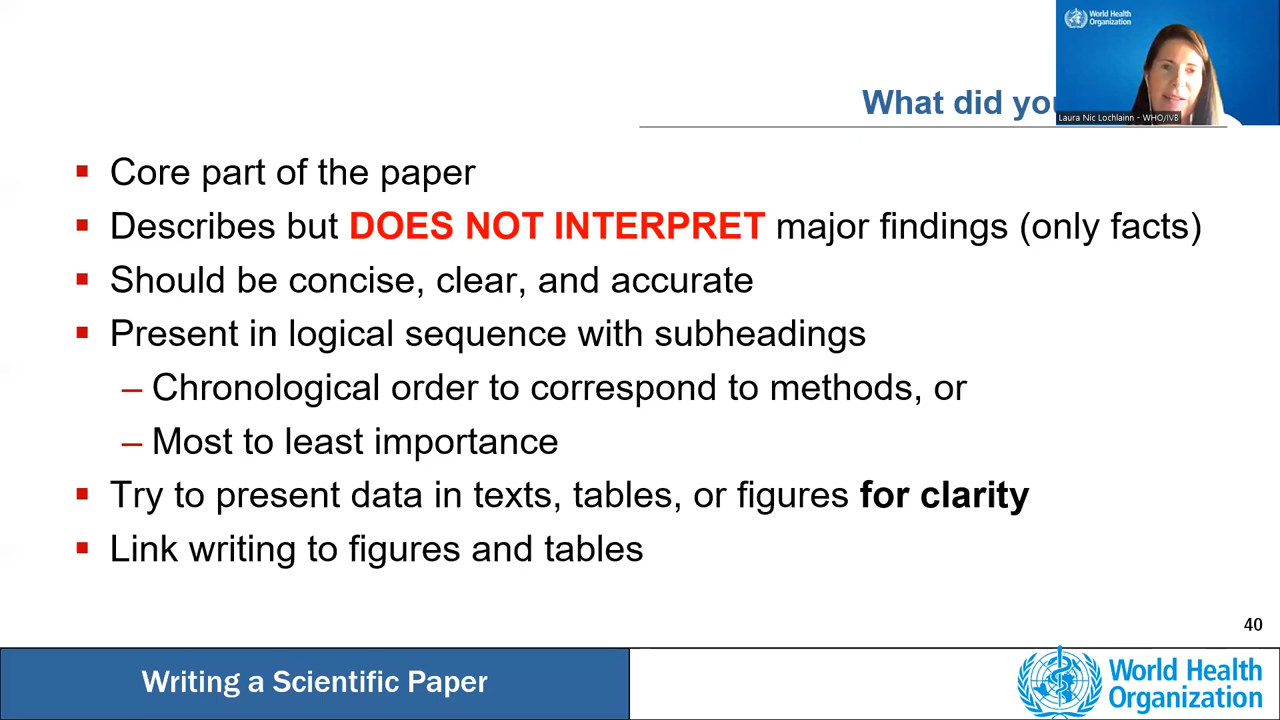 World Health
Organization
What did you
Laura Nic Lochlainn - WHO/IVB
Core part of the paper
Describes but DOES NOT INTERPRET major findings (only facts)
Should be concise, clear, and accurate
Present in logical sequence with subheadings
– Chronological order to correspond to methods, or
– Most to least importance
Try to present data in texts, tables, or figures for clarity
Link writing to figures and tables
40
Writing a Scientific Paper
World Health
Organization